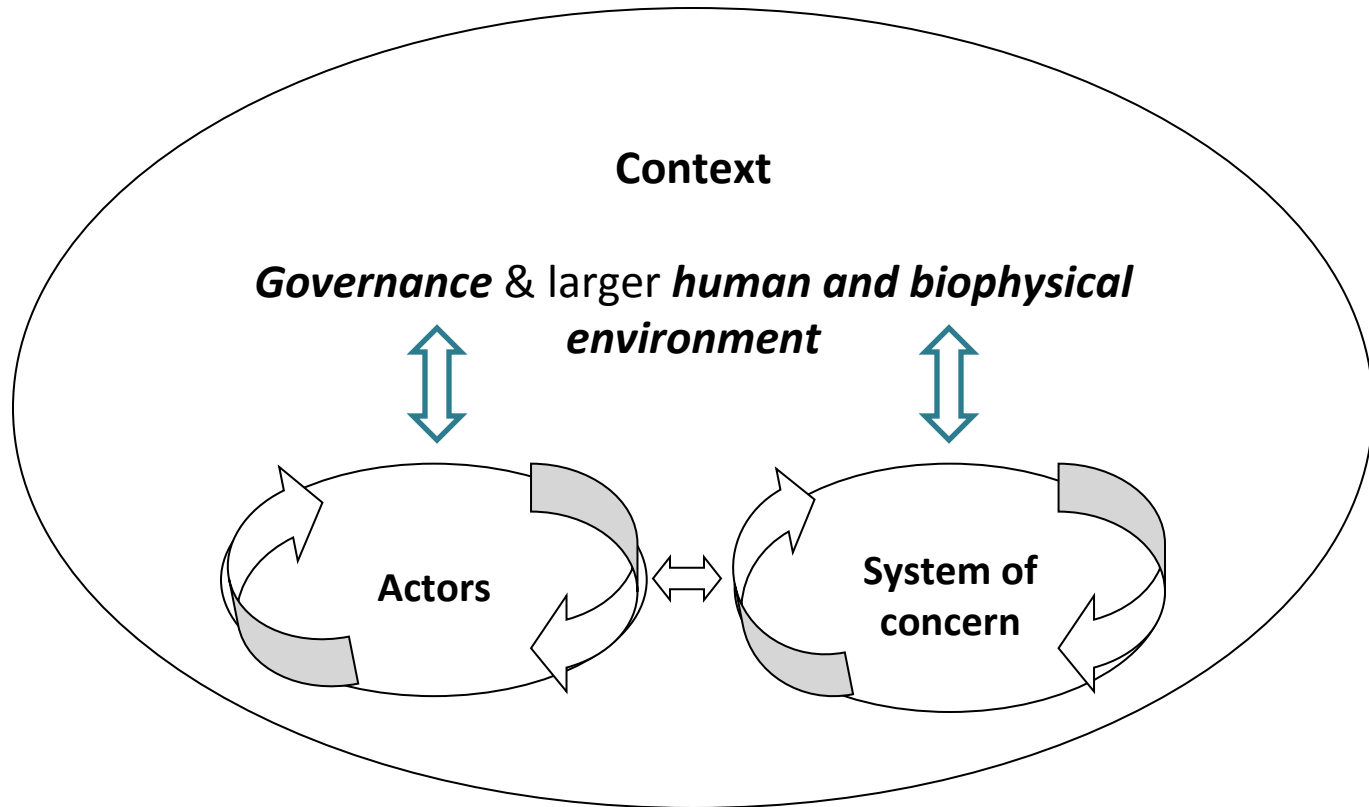 Context
Governance & larger human and biophysical
environment
Actors
System of
concern